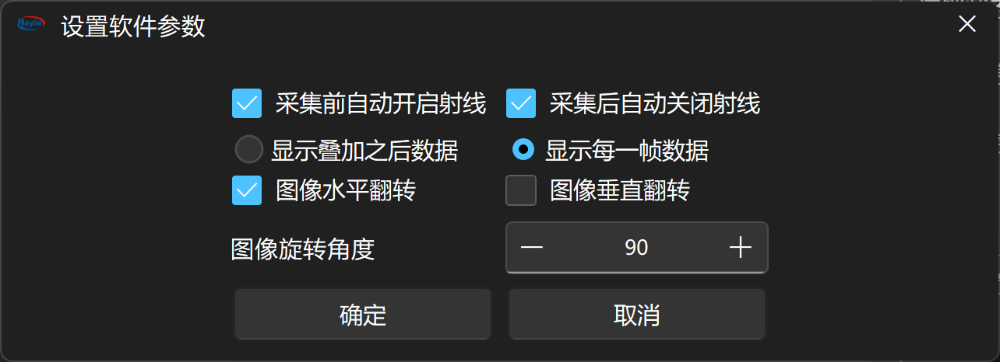 Rayim
设置软件参数
采集前自动开启射线 采集后自动关闭射线
显示叠加之后数据 显示每一帧数据
图像水平翻转 图像垂直翻转
图像旋转角度 90
确定 取消